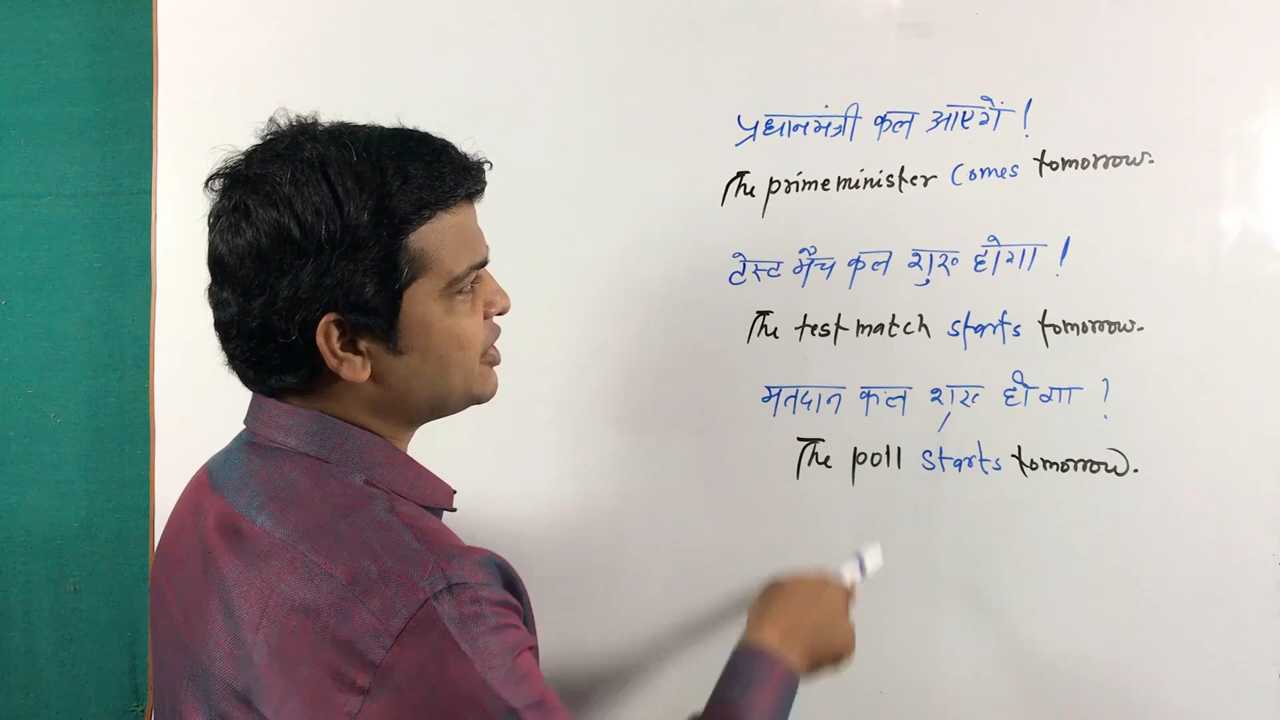 प्रधानमंत्री कल आएगें !
The prime minister comes tomorrow.
टेस्ट मैच कल शुरू होगा !
The test match starts tomorrow.
मतदान कल शुरू होगा ?
The poll starts tomorrow.